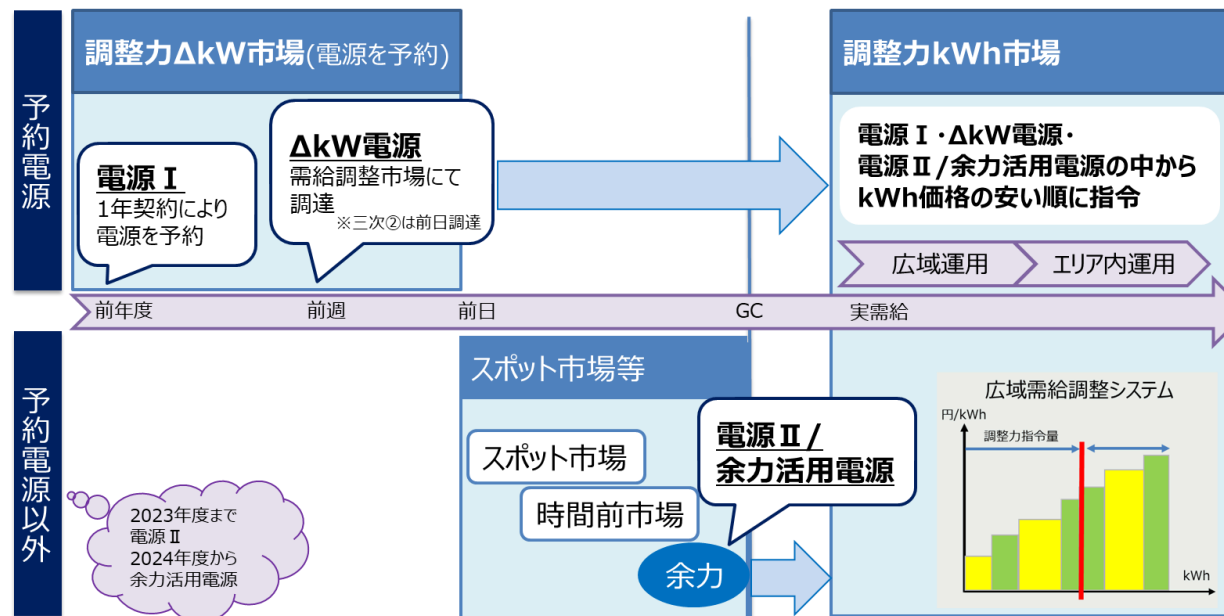 予約電源
調整力ΔkW市場(電源を予約)
電源Ⅰ
1年契約により
電源を予約
ΔkW電源
需給調整市場にて
調達
※三次②は前日調達
調整力kWh市場
電源Ⅰ・ΔkW電源・
電源Ⅱ/余力活用電源の中から
kWh価格の安い順に指令
広域運用
エリア内運用
前年度
前週
前日
GC
実需給
予約電源以外
2023年度まで
電源Ⅱ
2024年度から
余力活用電源
スポット市場等
スポット市場
時間前市場
余力
電源Ⅱ/
余力活用電源
広域需給調整システム
円/kWh
調整力指令量
kWh